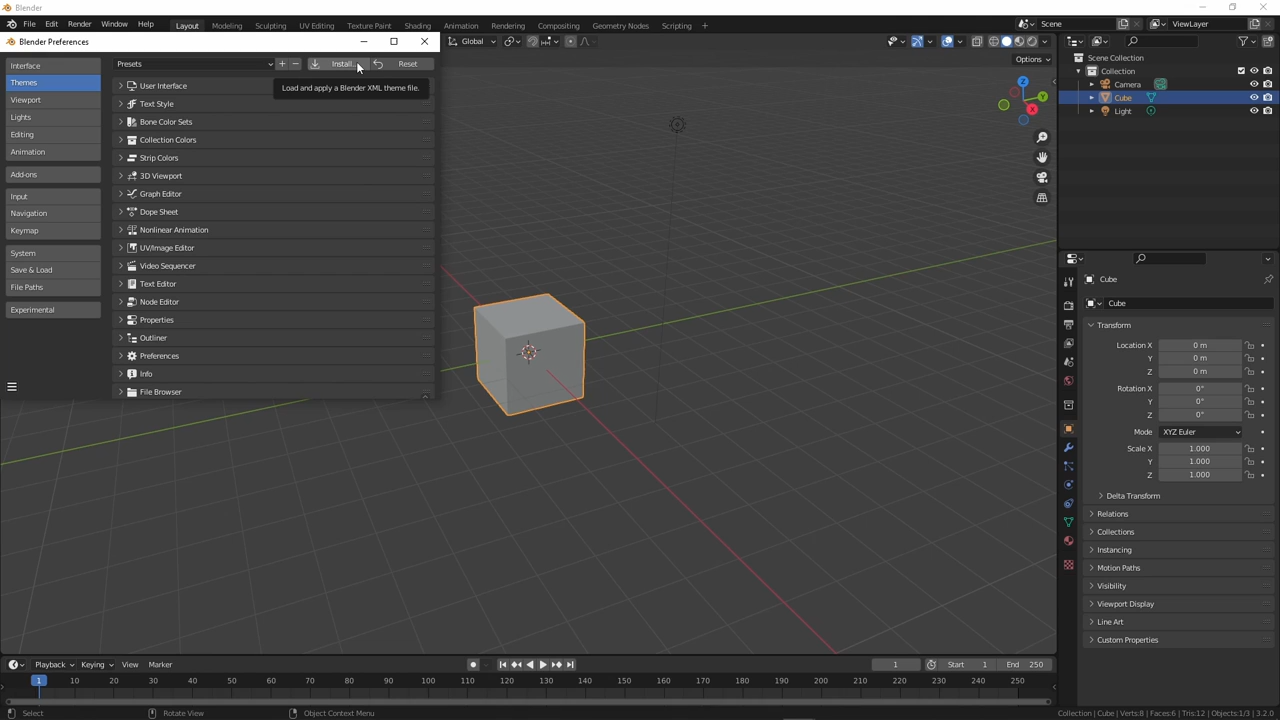 Blender
File Edit Render Window Help Layout Modeling Sculpting UV Editing Texture Paint Shading Animation Rendering Compositing Geometry Nodes Scripting + Scene ViewLayer
Blender Preferences
Global
Options
Interface
Themes
Viewport
Lights
Editing
Animation
Add-ons
Input
Navigation
Keymap
System
Save & Load
File Paths
Experimental
Presets Install... Reset
Load and apply a Blender XML theme file.
User Interface
Text Style
Bone Color Sets
Collection Colors
Strip Colors
3D Viewport
Graph Editor
Dope Sheet
Nonlinear Animation
UV/Image Editor
Video Sequencer
Text Editor
Node Editor
Properties
Outliner
Preferences
Info
File Browser
Z
Y
X
Scene Collection
Collection
Camera
Cube
Light
Cube
Cube
Transform
Location X 0 m
Y 0 m
Z 0 m
Rotation X 0°
Y 0°
Z 0°
Mode XYZ Euler
Scale X 1.000
Y 1.000
Z 1.000
Delta Transform
Relations
Collections
Instancing
Motion Paths
Visibility
Viewport Display
Line Art
Custom Properties
Playback Keying View Marker 1 Start 1 End 250
1 10 20 30 40 50 60 70 80 90 100 110 120 130 140 150 160 170 180 190 200 210 220 230 240 250
Select Rotate View Object Context Menu Collection | Cube | Verts:8 | Faces:6 | Tris:12 | Objects:1/3 | 3.2.0